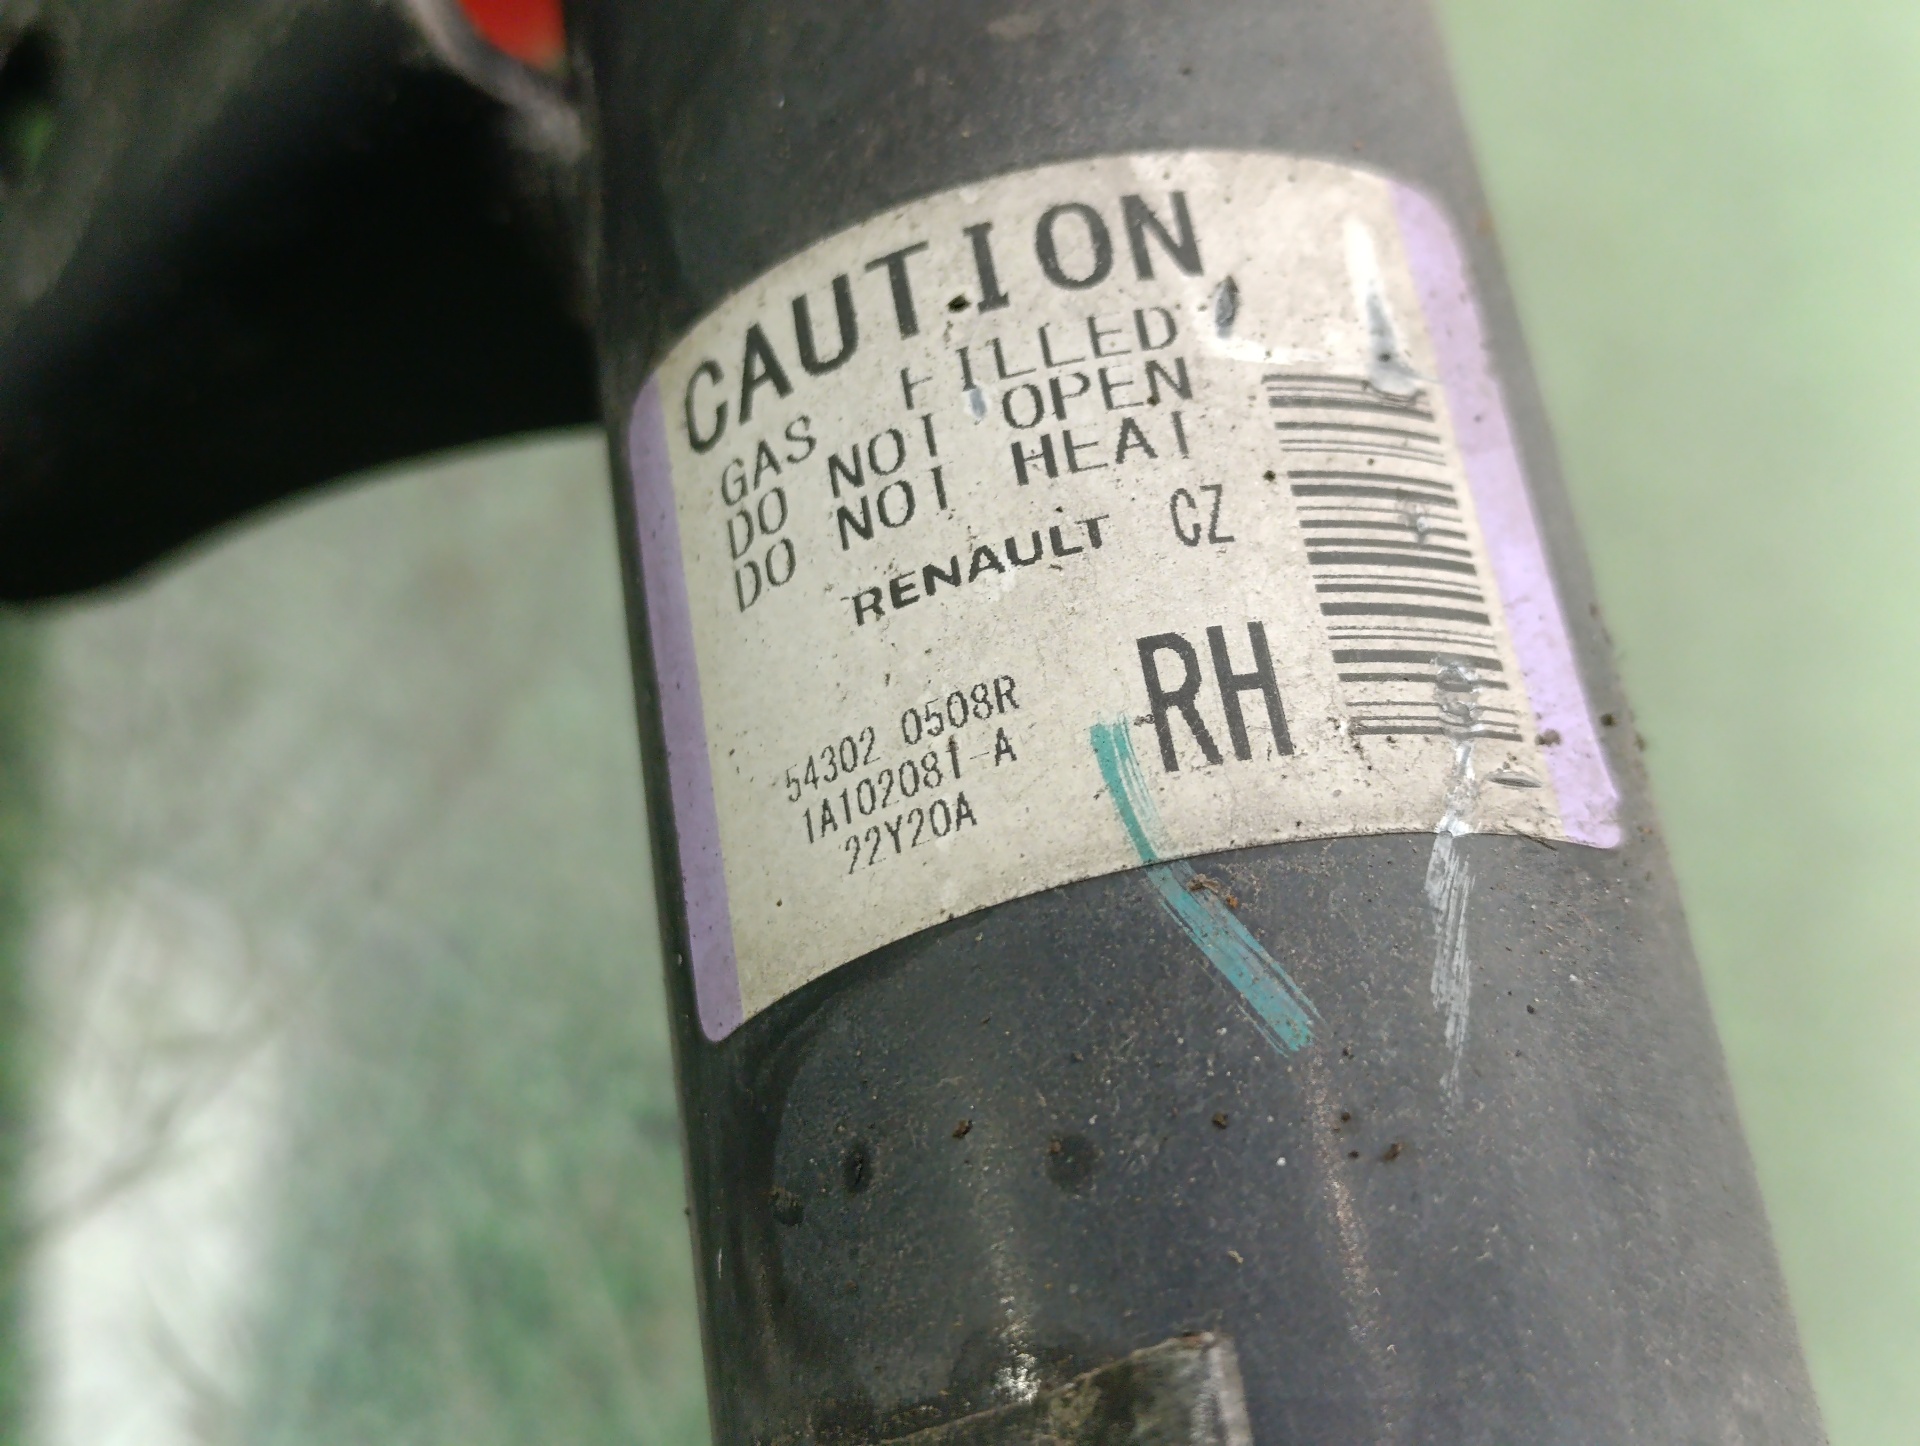 CAUTION
GAS FILLED
DO NOT OPEN
DO NOT HEAT
RENAULT CZ
RH
54302 0508R
1A102081-A
22Y20A